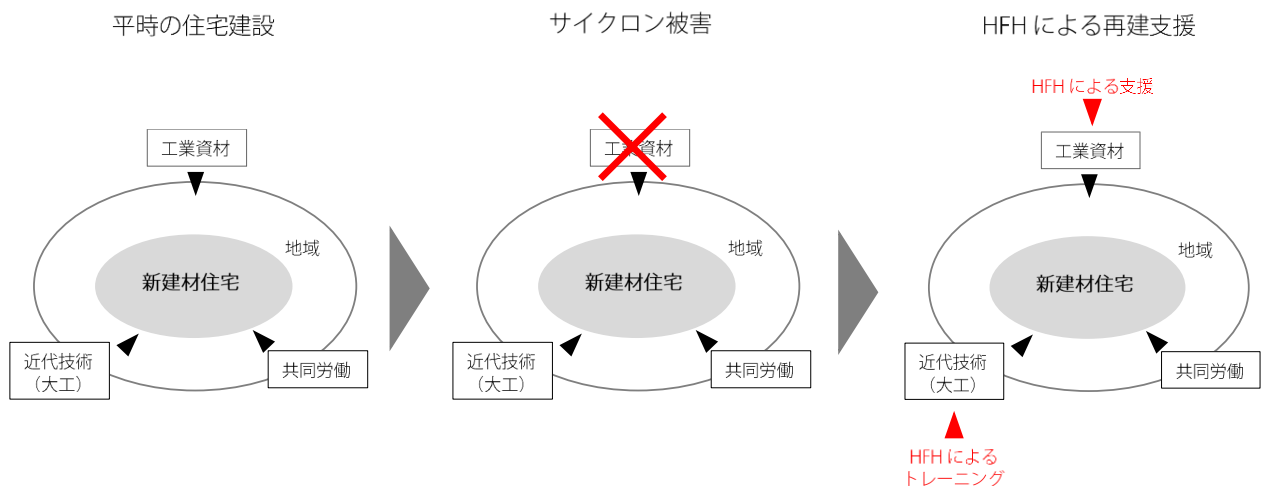 平時の住宅建設
工業資材
地域
新建材住宅
近代技術
（大工）
共同労働
サイクロン被害
工業資材
地域
新建材住宅
近代技術
（大工）
共同労働
HFH による再建支援
HFH による支援
工業資材
地域
新建材住宅
近代技術
（大工）
共同労働
HFH による
トレーニング